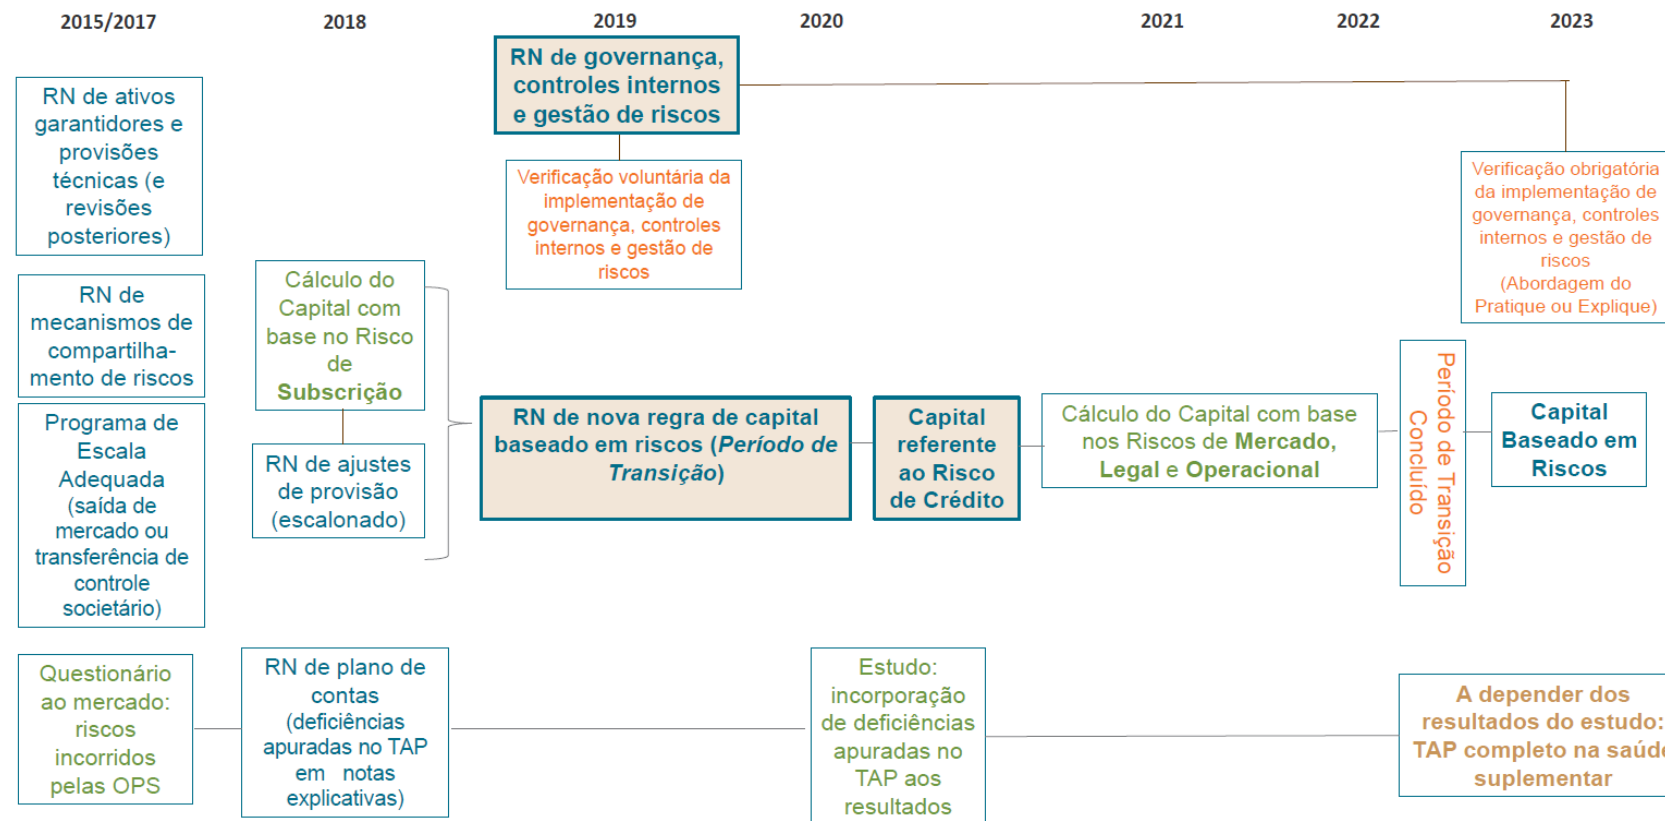 2015/2017
2018
2019
2020
2021
2022
2023
RN de governança,
controles internos
e gestão de riscos
RN de ativos
garantidores e
provisões
técnicas (e
revisões
posteriores)
Verificação voluntária da
implementação de
governança, controles
internos e gestão de
riscos
Verificação obrigatória
da implementação de
governança, controles
internos e gestão de
riscos
(Abordagem do
Pratique ou Explique)
RN de
mecanismos de
compartilha-
mento de riscos
Cálculo do
Capital com
base no Risco
de
Subscrição
Programa de
Escala
Adequada
(saída de
mercado ou
transferência de
controle
societário)
RN de ajustes
de provisão
(escalonado)
RN de nova regra de capital
baseado em riscos (Período de
Transição)
Capital
referente
ao Risco
de Crédito
Cálculo do Capital com base
nos Riscos de Mercado,
Legal e Operacional
Período de Transição
Concluído
Capital
Baseado em
Riscos
Questionário
ao mercado:
riscos
incorridos
pelas OPS
RN de plano de
contas
(deficiências
apuradas no TAP
em notas
explicativas)
Estudo:
incorporação
de deficiências
apuradas no
TAP aos
resultados
A depender dos
resultados do estudo:
TAP completo na saúde
suplementar